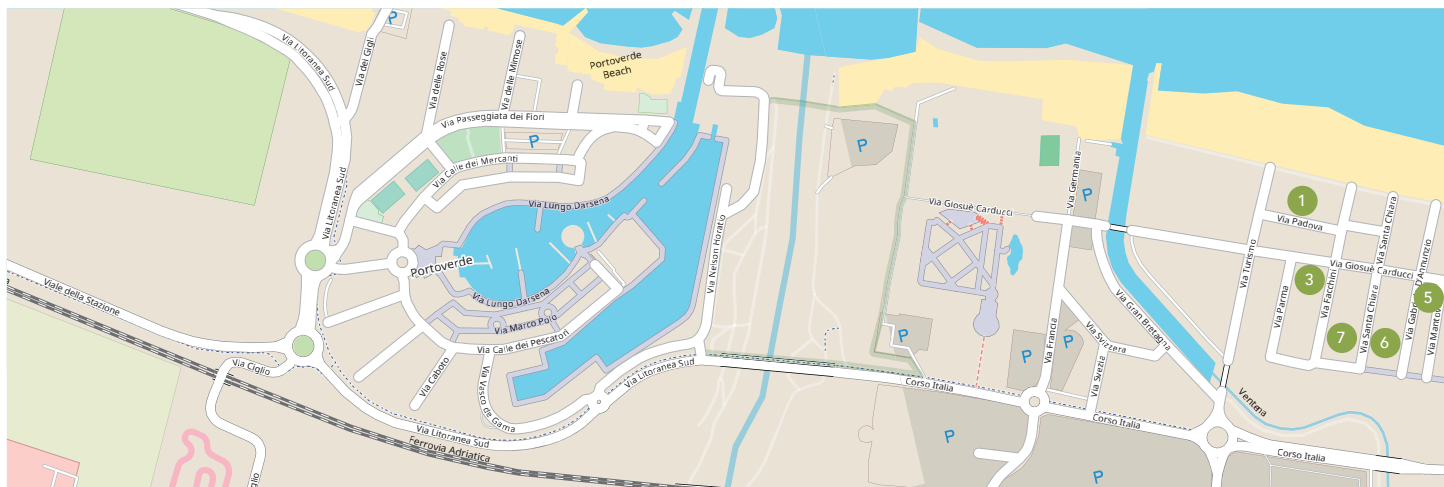 P
Via Litoranea Sud
Via dei Gigli
Via delle Rose
Via delle Mimose
Portoverde
Beach
Via Passeggiata dei Fiori
P
P
Via Calle dei Mercanti
Via Germania
P
Via Litoranea Sud
Via Lungo Darsena
Via Giosuè Carducci
1
Via Padova
Via Santa Chiara
Via Nelson Horatio
Portoverde
Via Turismo
Via Giosuè Carducci
3
5
Viale della Stazione
Via Lungo Darsena
Via Marco Polo
Via Gran Bretagna
Via Parma
Via Facchini
Via Santa Chiara
Via Mantova
Via Calle dei Pescatori
P
P
P
Via Francia
Via Svizzera
7
6
Via Ciglio
Via Caboto
Via Vasco de Gama
Via Litoranea Sud
Corso Italia
Via Svezia
Ventena
Corso Italia
Via Litoranea Sud
Ferrovia Adriatica
P
P
Corso Italia